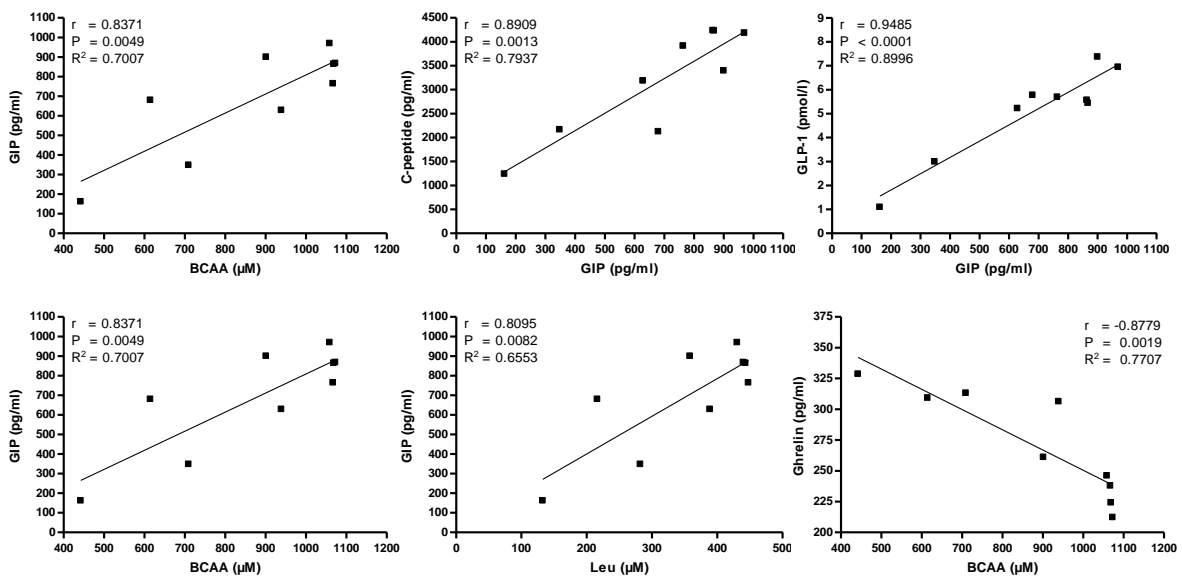 r = 0.8371
P = 0.0049
R² = 0.7007
1100
1000
900
800
700
600
500
400
300
200
100
0
GIP (pg/ml)
400 500 600 700 800 900 1000 1100 1200
BCAA (µM)
r = 0.8909
P = 0.0013
R² = 0.7937
4500
4000
3500
3000
2500
2000
1500
1000
500
0
C-peptide (pg/ml)
0 100 200 300 400 500 600 700 800 900 1000 1100
GIP (pg/ml)
r = 0.9485
P < 0.0001
R² = 0.8996
9
8
7
6
5
4
3
2
1
0
GLP-1 (pmol/l)
0 100 200 300 400 500 600 700 800 900 1000 1100
GIP (pg/ml)
r = 0.8371
P = 0.0049
R² = 0.7007
1100
1000
900
800
700
600
500
400
300
200
100
0
GIP (pg/ml)
400 500 600 700 800 900 1000 1100 1200
BCAA (µM)
r = 0.8095
P = 0.0082
R² = 0.6553
1100
1000
900
800
700
600
500
400
300
200
100
0
GIP (pg/ml)
0 100 200 300 400 500
Leu (µM)
r = -0.8779
P = 0.0019
R² = 0.7707
375
350
325
300
275
250
225
200
Ghrelin (pg/ml)
400 500 600 700 800 900 1000 1100 1200
BCAA (µM)